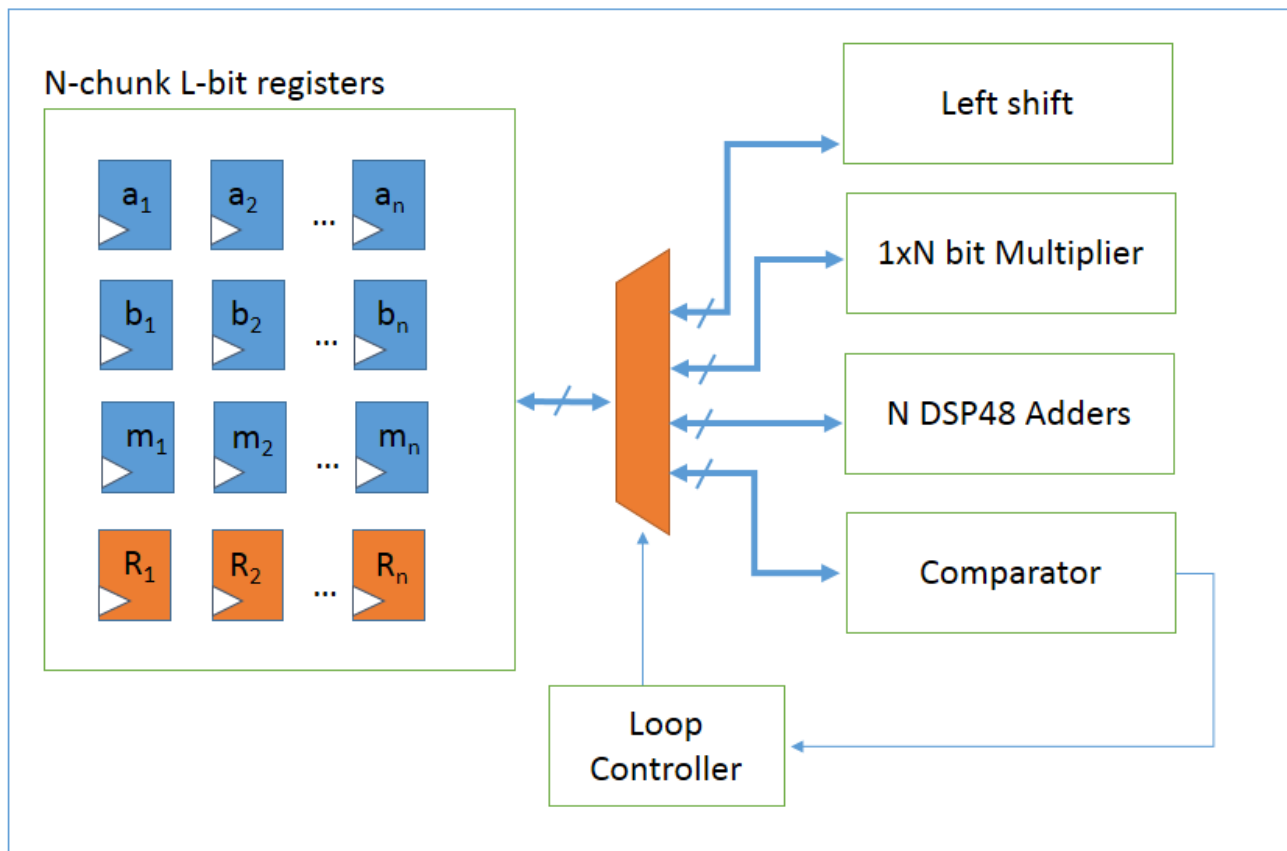 N-chunk L-bit registers
a₁ a₂ ... aₙ
b₁ b₂ ... bₙ
m₁ m₂ ... mₙ
R₁ R₂ ... Rₙ
Left shift
1xN bit Multiplier
N DSP48 Adders
Comparator
Loop
Controller